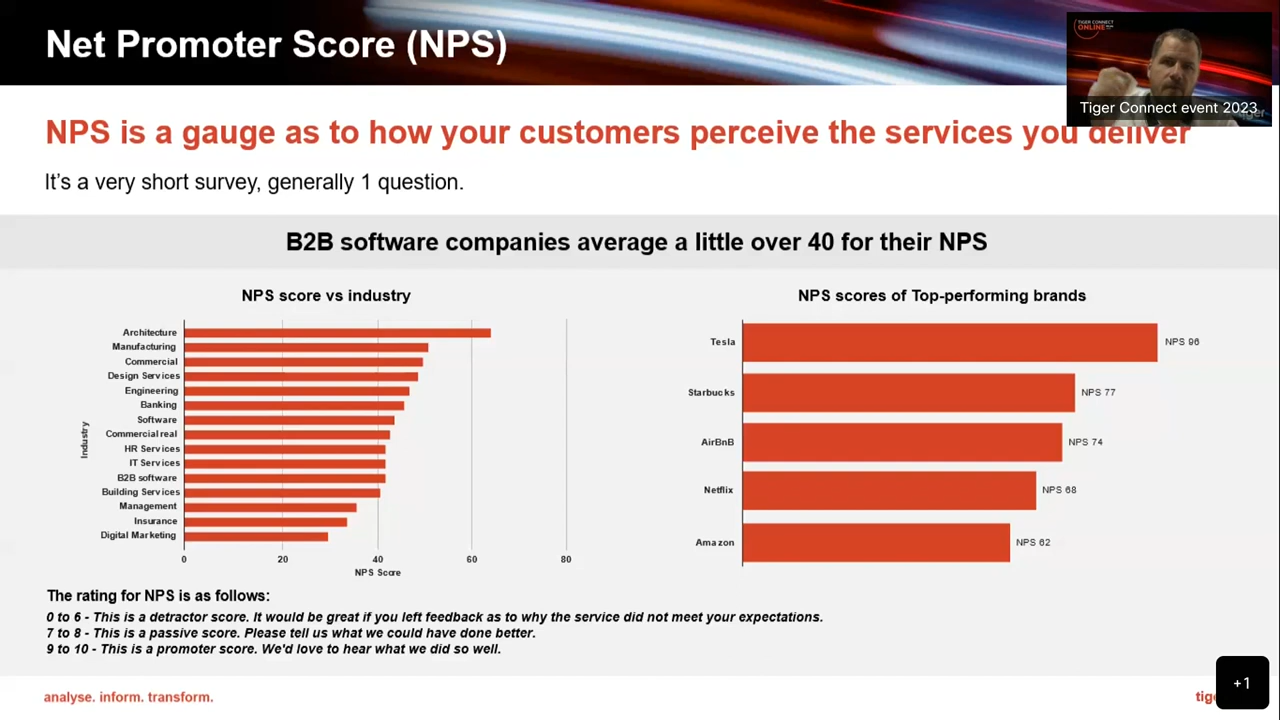 Net Promoter Score (NPS)
TIGER CONNECT
ONLINE
Tiger Connect event 2023
NPS is a gauge as to how your customers perceive the services you deliver
It's a very short survey, generally 1 question.
B2B software companies average a little over 40 for their NPS
NPS score vs industry
Industry
Architecture
Manufacturing
Commercial
Design Services
Engineering
Banking
Software
Commercial real
HR Services
IT Services
B2B software
Building Services
Management
Insurance
Digital Marketing
0 20 40 60 80
NPS Score
NPS scores of Top-performing brands
Tesla NPS 96
Starbucks NPS 77
AirBnB NPS 74
Netflix NPS 68
Amazon NPS 62
The rating for NPS is as follows:
0 to 6 - This is a detractor score. It would be great if you left feedback as to why the service did not meet your expectations.
7 to 8 - This is a passive score. Please tell us what we could have done better.
9 to 10 - This is a promoter score. We'd love to hear what we did so well.
analyse. inform. transform.
+1